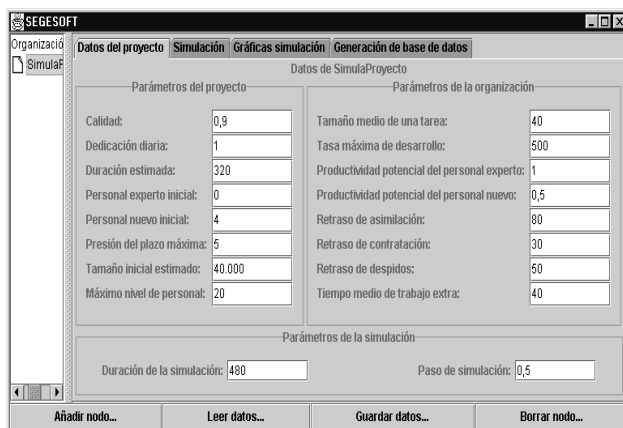 SEGESOFT
Organizació
SimulaF
Datos del proyecto Simulación Gráficas simulación Generación de base de datos
Datos de SimulaProyecto
Parámetros del proyecto
Calidad: 0,9
Dedicación diaria: 1
Duración estimada: 320
Personal experto inicial: 0
Personal nuevo inicial: 4
Presión del plazo máxima: 5
Tamaño inicial estimado: 40.000
Máximo nivel de personal: 20
Parámetros de la organización
Tamaño medio de una tarea: 40
Tasa máxima de desarrollo: 500
Productividad potencial del personal experto: 1
Productividad potencial del personal nuevo: 0,5
Retraso de asimilación: 80
Retraso de contratación: 30
Retraso de despidos: 50
Tiempo medio de trabajo extra: 40
Parámetros de la simulación
Duración de la simulación: 480 Paso de simulación: 0,5
Añadir nodo... Leer datos... Guardar datos... Borrar nodo...